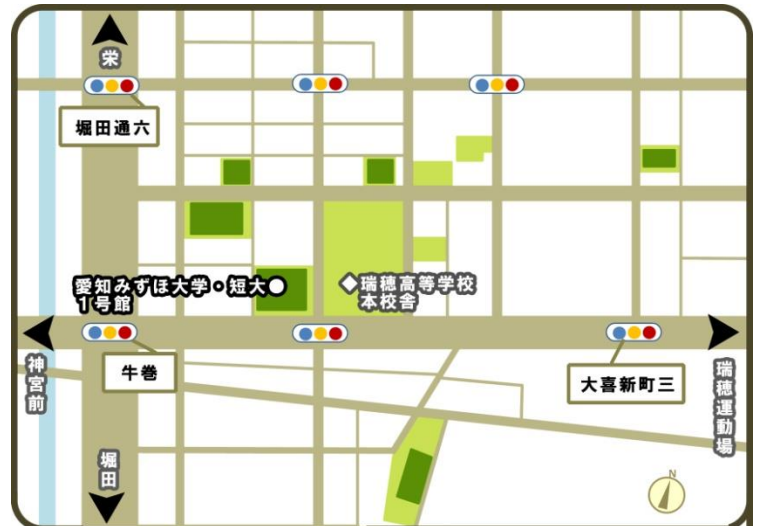 栄
堀田通六
愛知みずほ大学・短大
1号館
瑞穂高等学校
本校舎
神宮前
牛巻
大喜新町三
瑞穂運動場
堀田
N